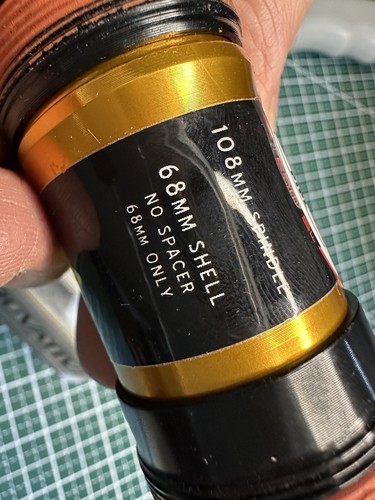 108MM SPINDLE
68MM SHELL
NO SPACER
68MM ONLY